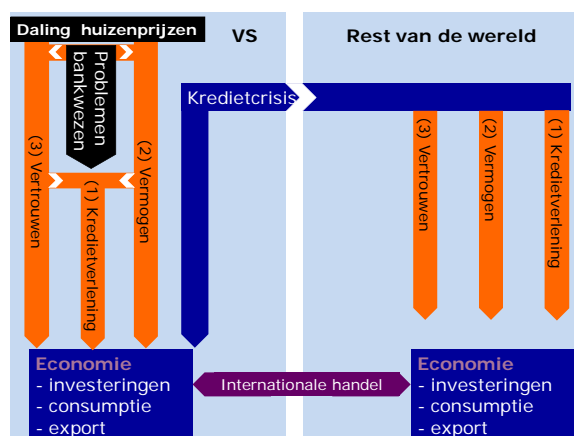 Daling huizenprijzen
VS
Rest van de wereld
Problemen
bankwezen
Kredietcrisis
(3) Vertrouwen
(1) Kredietverlening
(2) Vermogen
(3) Vertrouwen
(2) Vermogen
(1) Kredietverlening
Economie
- investeringen
- consumptie
- export
Internationale handel
Economie
- investeringen
- consumptie
- export